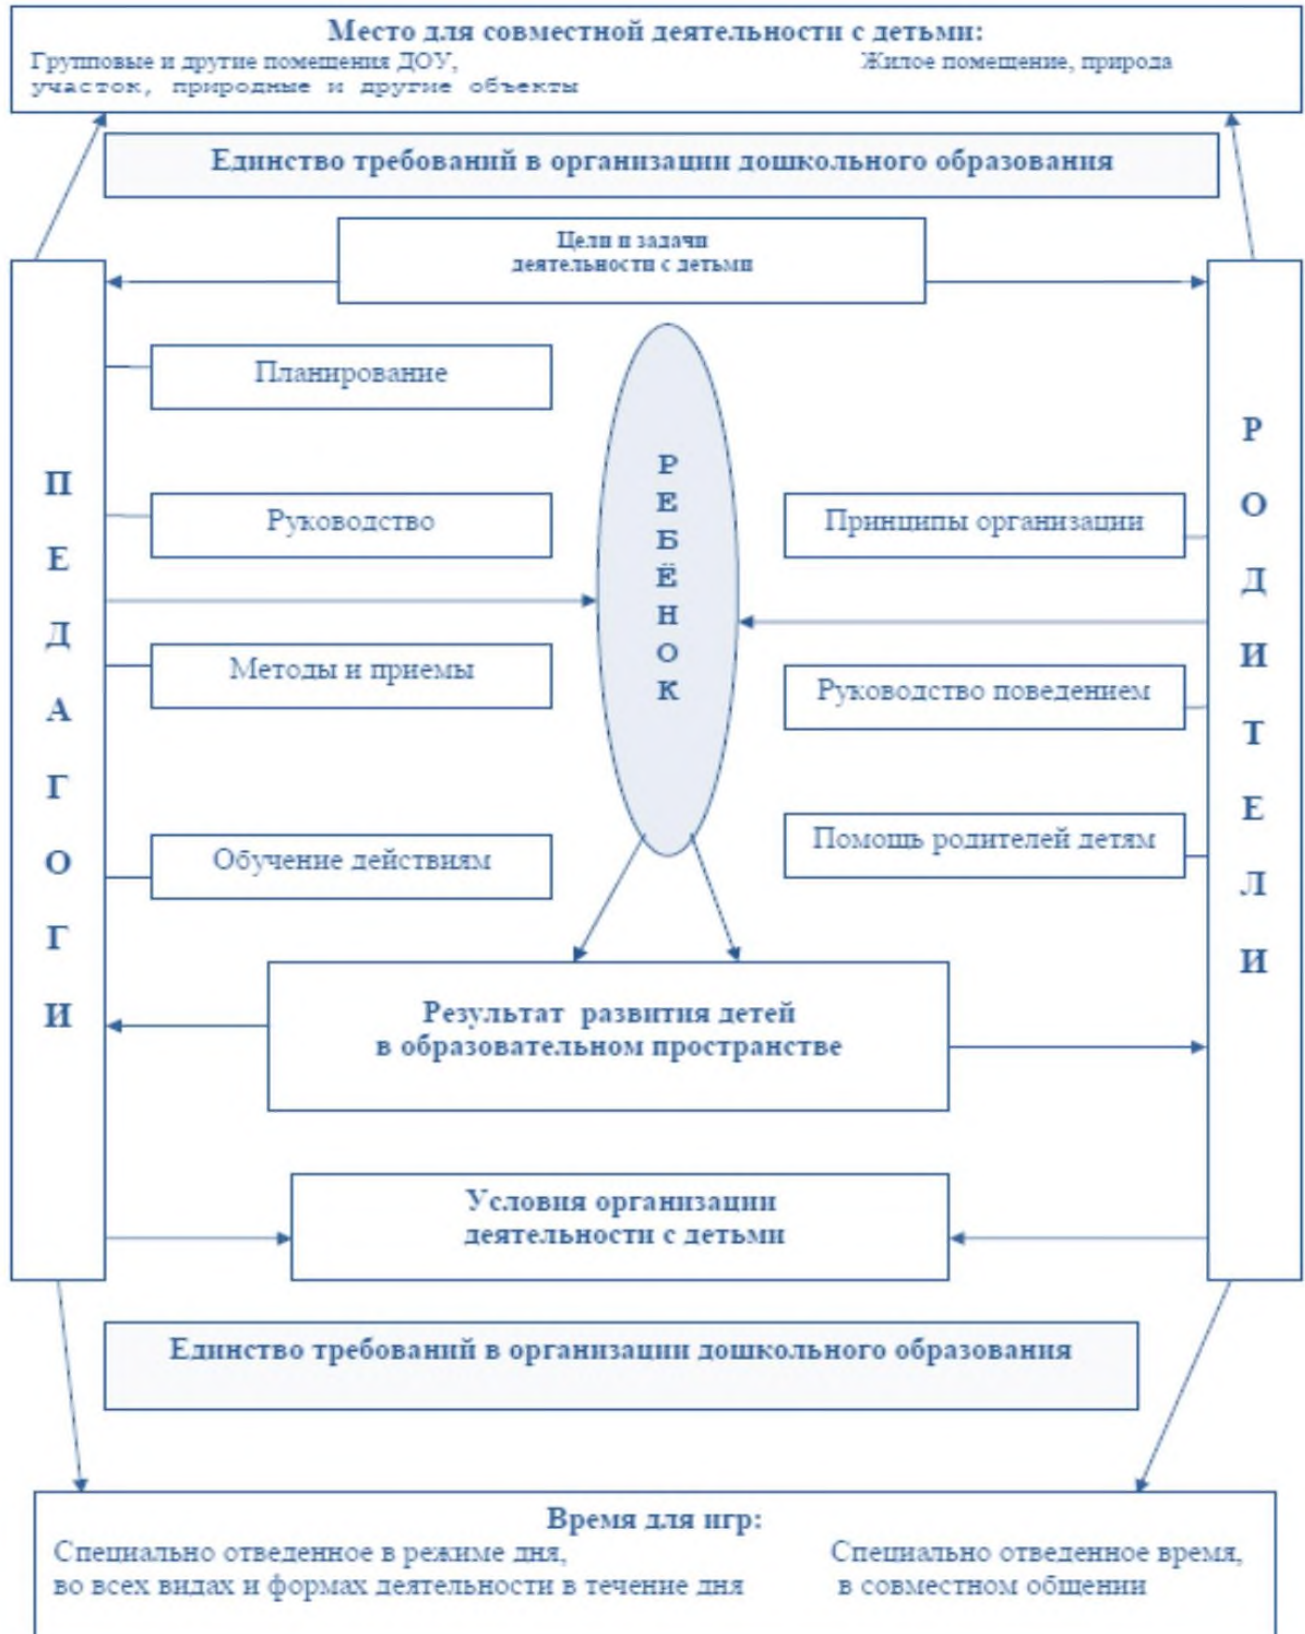 Место для совместной деятельности с детьми:
Групповые и другие помещения ДОУ, Жилое помещение, природа
участок, природные и другие объекты
Единство требований в организации дошкольного образования
Цели и задачи
деятельности с детьми
ПЕДАГОГИ
Планирование
Руководство
Методы и приемы
Обучение действиям
РЕБЁНОК
Принципы организации
Руководство поведением
Помощь родителей детям
РОДИТЕЛИ
Результат развития детей
в образовательном пространстве
Условия организации
деятельности с детьми
Единство требований в организации дошкольного образования
Время для игр:
Специально отведенное в режиме дня, Специально отведенное время,
во всех видах и формах деятельности в течение дня в совместном общении